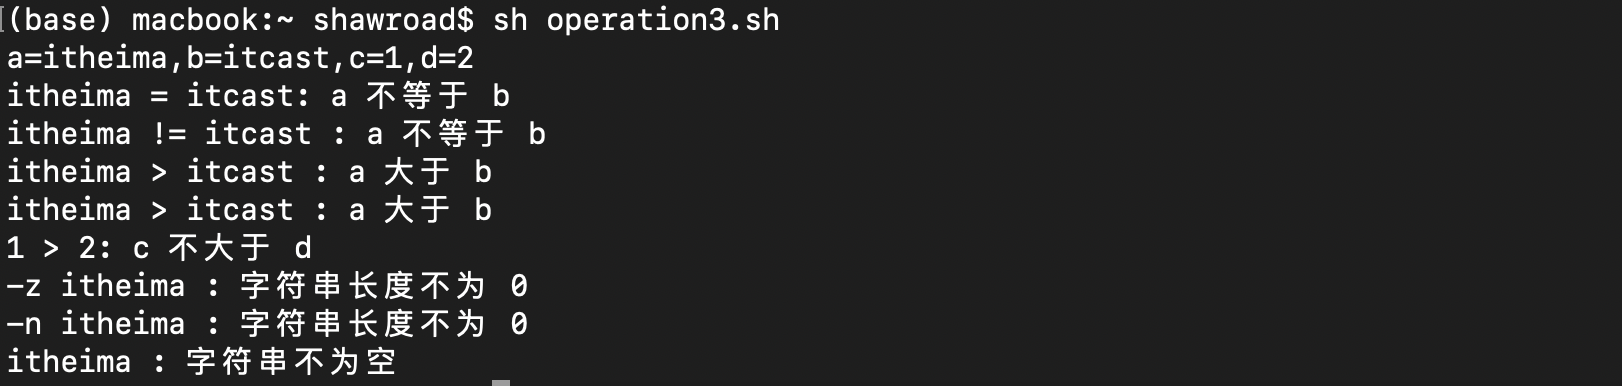 (base) macbook:~ shawroad$ sh operation3.sh
a=itheima,b=itcast,c=1,d=2
itheima = itcast: a 不等于 b
itheima != itcast : a 不等于 b
itheima > itcast : a 大于 b
itheima > itcast : a 大于 b
1 > 2: c 不大于 d
-z itheima : 字符串长度不为 0
-n itheima : 字符串长度不为 0
itheima : 字符串不为空